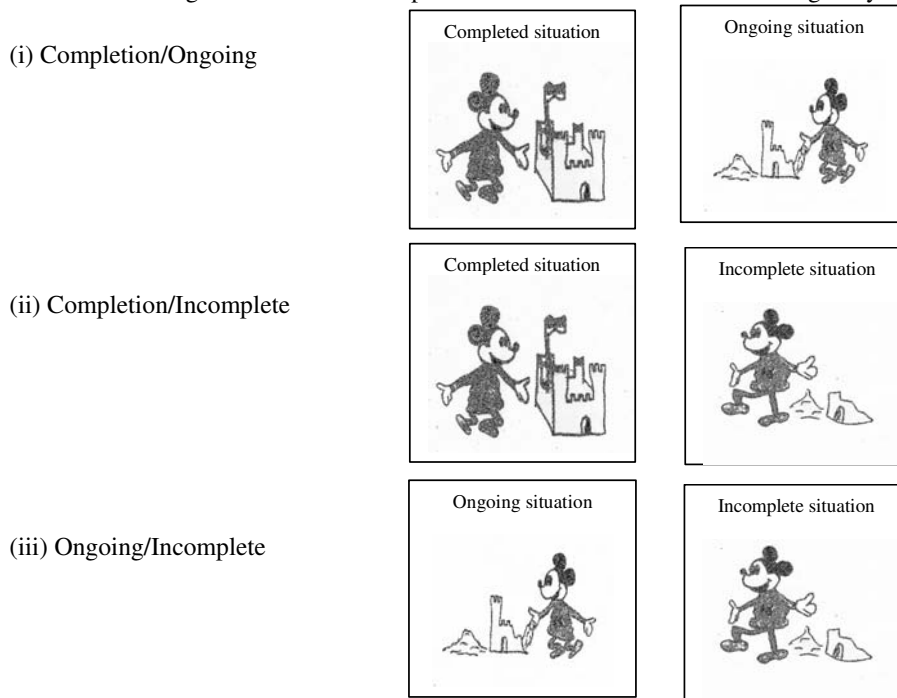 (i) Completion/Ongoing
Completed situation
Ongoing situation
(ii) Completion/Incomplete
Completed situation
Incomplete situation
(iii) Ongoing/Incomplete
Ongoing situation
Incomplete situation